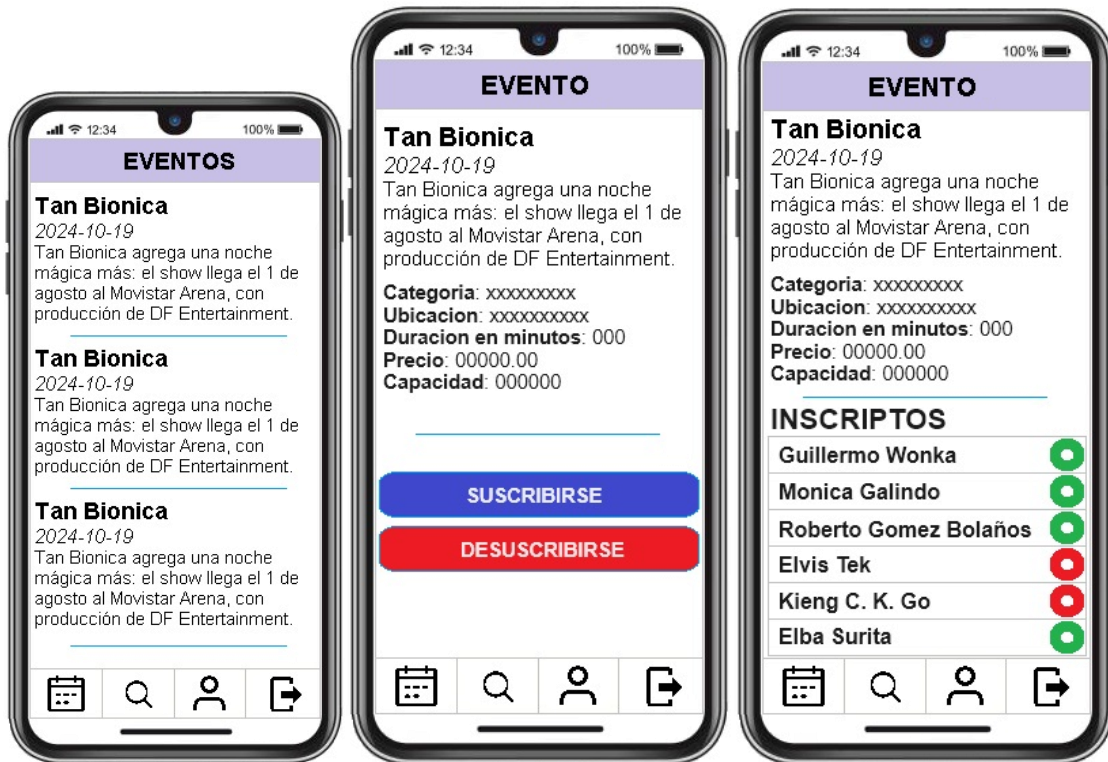 12:34
100%
EVENTOS
Tan Bionica
2024-10-19
Tan Bionica agrega una noche
mágica más: el show llega el 1 de
agosto al Movistar Arena, con
producción de DF Entertainment.
Tan Bionica
2024-10-19
Tan Bionica agrega una noche
mágica más: el show llega el 1 de
agosto al Movistar Arena, con
producción de DF Entertainment.
Tan Bionica
2024-10-19
Tan Bionica agrega una noche
mágica más: el show llega el 1 de
agosto al Movistar Arena, con
producción de DF Entertainment.
12:34
100%
EVENTO
Tan Bionica
2024-10-19
Tan Bionica agrega una noche
mágica más: el show llega el 1 de
agosto al Movistar Arena, con
producción de DF Entertainment.
Categoria: xxxxxxxxx
Ubicacion: xxxxxxxxxx
Duracion en minutos: 000
Precio: 00000.00
Capacidad: 000000
SUSCRIBIRSE
DESUSCRIBIRSE
12:34
100%
EVENTO
Tan Bionica
2024-10-19
Tan Bionica agrega una noche
mágica más: el show llega el 1 de
agosto al Movistar Arena, con
producción de DF Entertainment.
Categoria: xxxxxxxxx
Ubicacion: xxxxxxxxxx
Duracion en minutos: 000
Precio: 00000.00
Capacidad: 000000
INSCRIPTOS
Guillermo Wonka
Monica Galindo
Roberto Gomez Bolaños
Elvis Tek
Kieng C. K. Go
Elba Surita